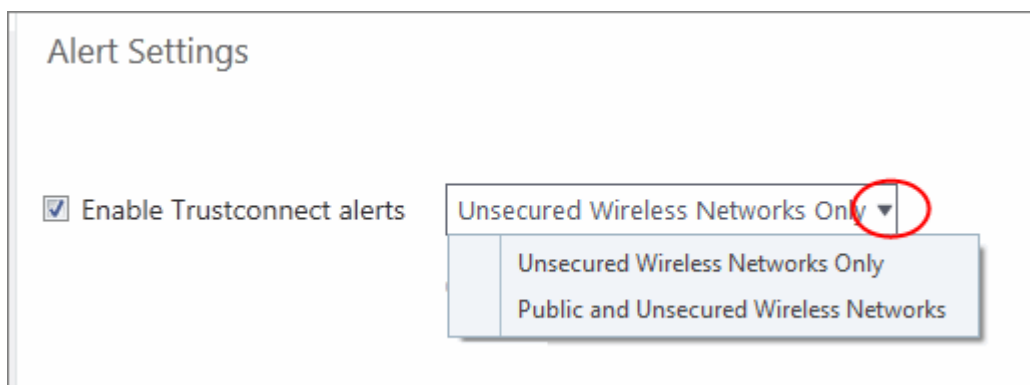 Alert Settings
Enable Trustconnect alerts
Unsecured Wireless Networks Only
Unsecured Wireless Networks Only
Public and Unsecured Wireless Networks